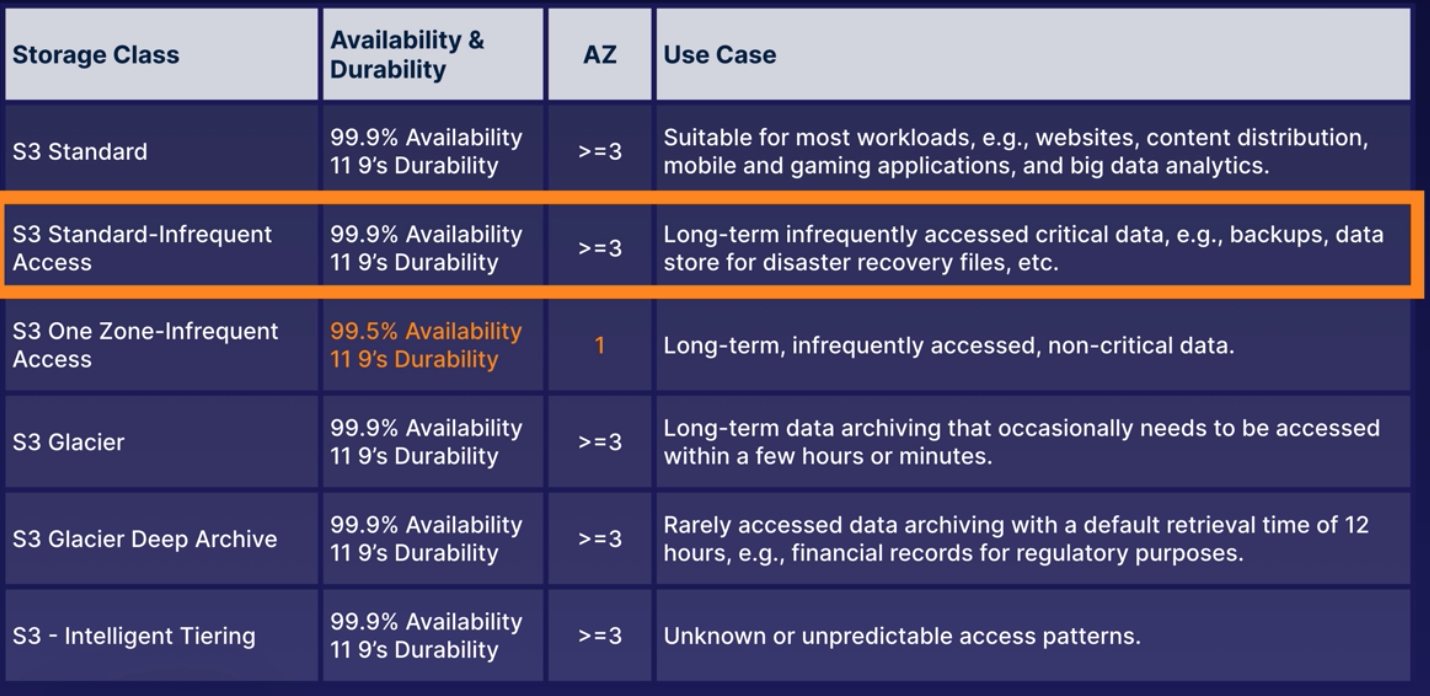 Storage Class
Availability &
Durability
AZ
Use Case
S3 Standard
99.9% Availability
11 9’s Durability
>=3
Suitable for most workloads, e.g., websites, content distribution,
mobile and gaming applications, and big data analytics.
S3 Standard-Infrequent
Access
99.9% Availability
11 9’s Durability
>=3
Long-term infrequently accessed critical data, e.g., backups, data
store for disaster recovery files, etc.
S3 One Zone-Infrequent
Access
99.5% Availability
11 9’s Durability
1
Long-term, infrequently accessed, non-critical data.
S3 Glacier
99.9% Availability
11 9’s Durability
>=3
Long-term data archiving that occasionally needs to be accessed
within a few hours or minutes.
S3 Glacier Deep Archive
99.9% Availability
11 9’s Durability
>=3
Rarely accessed data archiving with a default retrieval time of 12
hours, e.g., financial records for regulatory purposes.
S3 - Intelligent Tiering
99.9% Availability
11 9’s Durability
>=3
Unknown or unpredictable access patterns.